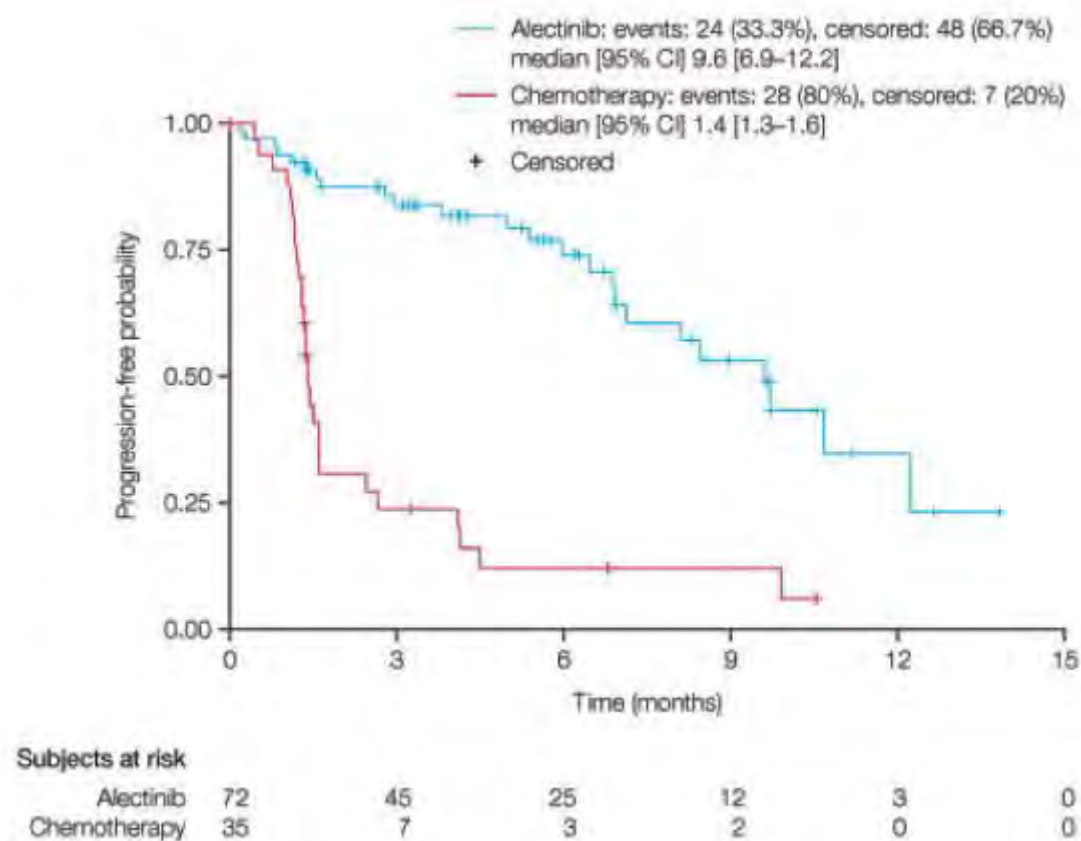 Alectinib: events: 24 (33.3%), censored: 48 (66.7%)
median [95% CI] 9.6 [6.9–12.2]
Chemotherapy: events: 28 (80%), censored: 7 (20%)
median [95% CI] 1.4 [1.3–1.6]
+ Censored
Progression-free probability
1.00
0.75
0.50
0.25
0.00
0 3 6 9 12 15
Time (months)
Subjects at risk
Alectinib 72 45 25 12 3 0
Chemotherapy 35 7 3 2 0 0